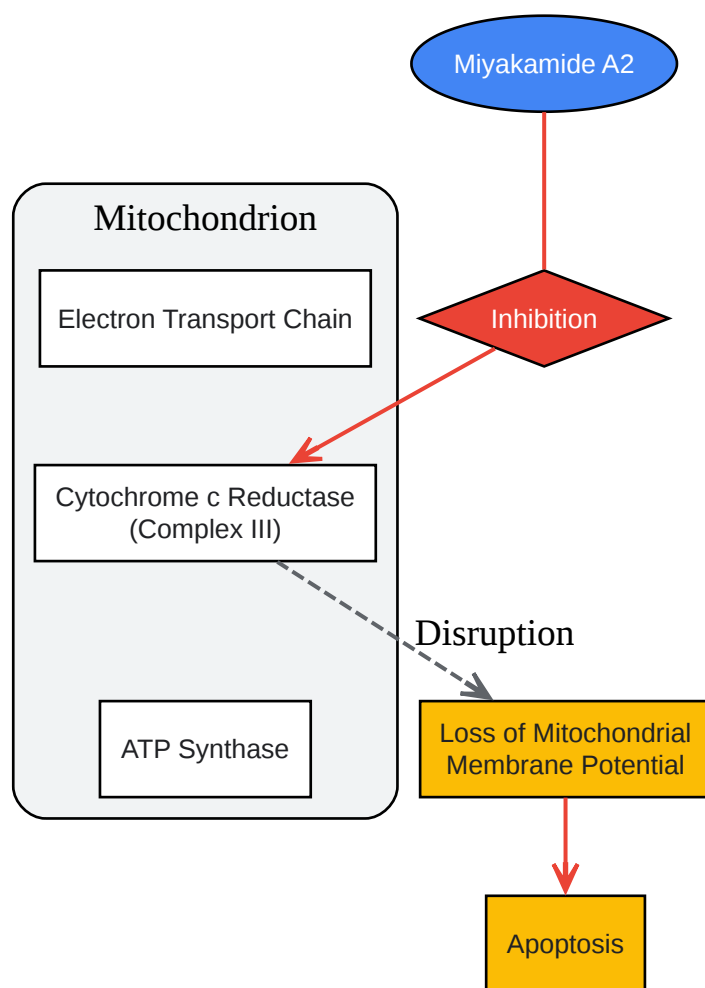 Miyakamide A2
Mitochondrion
Electron Transport Chain
Inhibition
Cytochrome c Reductase
(Complex III)
Disruption
ATP Synthase
Loss of Mitochondrial
Membrane Potential
Apoptosis